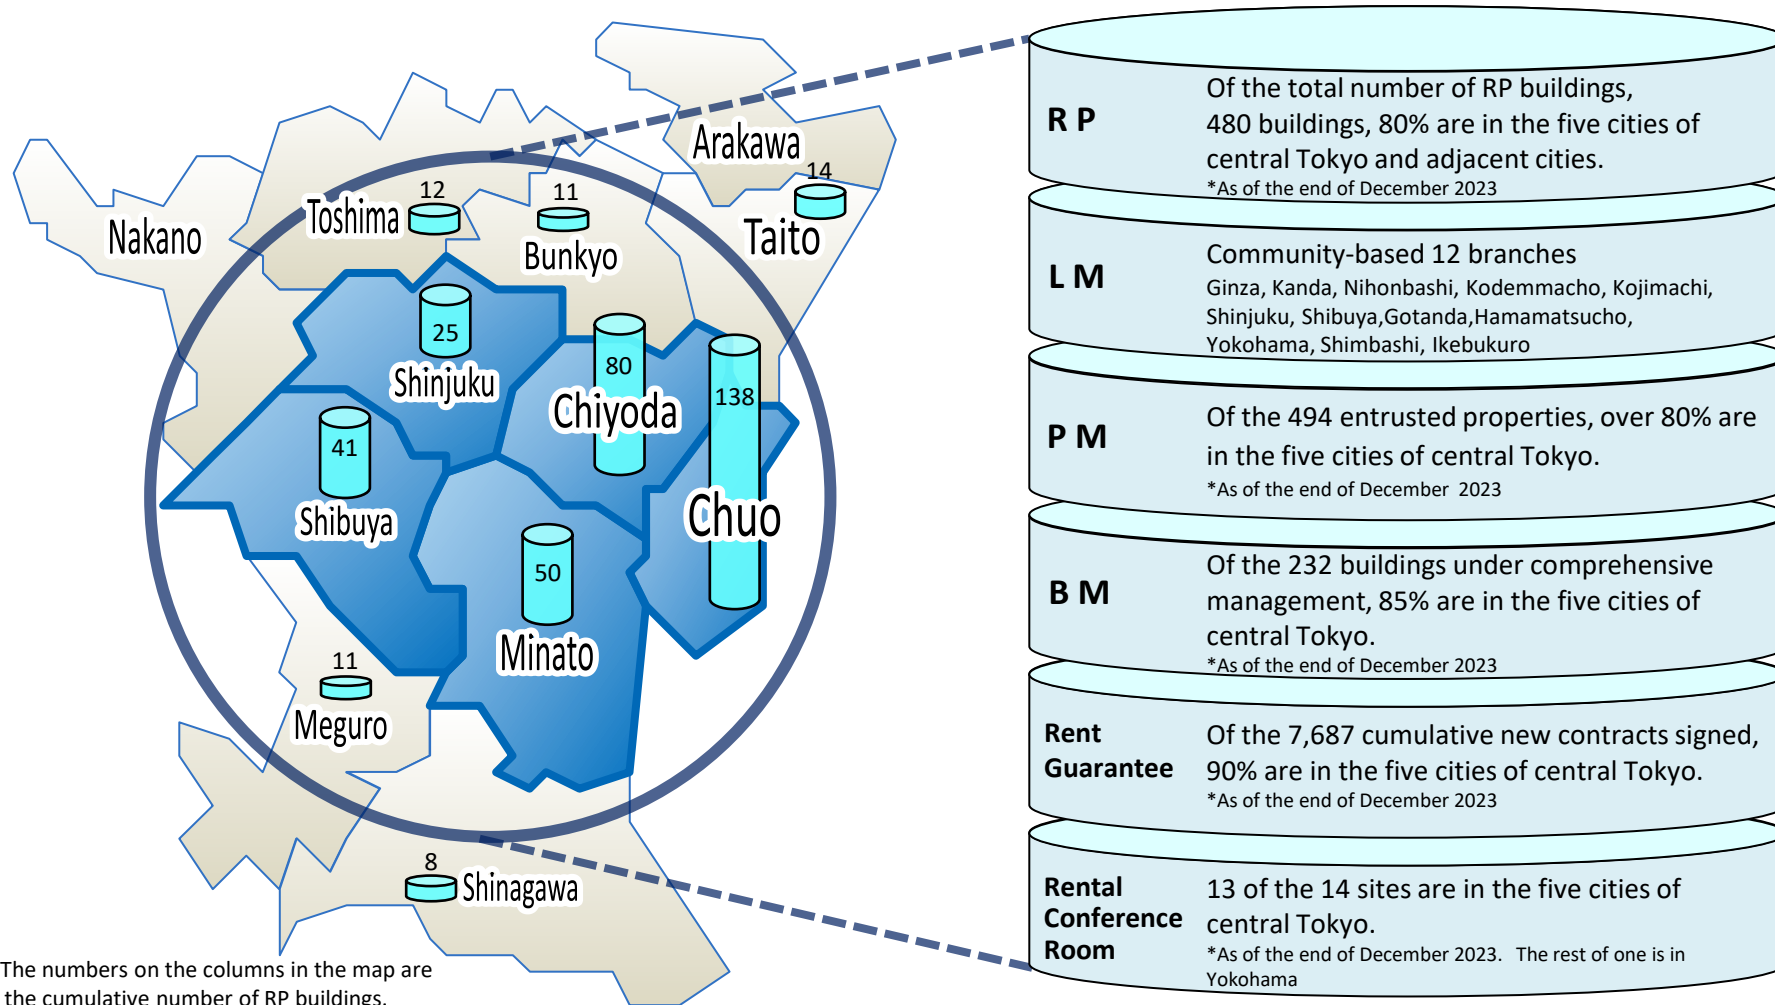 Arakawa
14
12
11
Toshima
Nakano
Taito
Bunkyo
25
Shinjuku
80
Chiyoda
138
41
Shibuya
Chuo
50
Minato
11
Meguro
8
Shinagawa
The numbers on the columns in the map are
the cumulative number of RP buildings.
R P
Of the total number of RP buildings,
480 buildings, 80% are in the five cities of
central Tokyo and adjacent cities.
*As of the end of December 2023
L M
Community-based 12 branches
Ginza, Kanda, Nihonbashi, Kodemmacho, Kojimachi,
Shinjuku, Shibuya,Gotanda,Hamamatsucho,
Yokohama, Shimbashi, Ikebukuro
P M
Of the 494 entrusted properties, over 80% are
in the five cities of central Tokyo.
*As of the end of December 2023
B M
Of the 232 buildings under comprehensive
management, 85% are in the five cities of
central Tokyo.
*As of the end of December 2023
Rent
Guarantee
Of the 7,687 cumulative new contracts signed,
90% are in the five cities of central Tokyo.
*As of the end of December 2023
Rental
Conference
Room
13 of the 14 sites are in the five cities of
central Tokyo.
*As of the end of December 2023. The rest of one is in
Yokohama